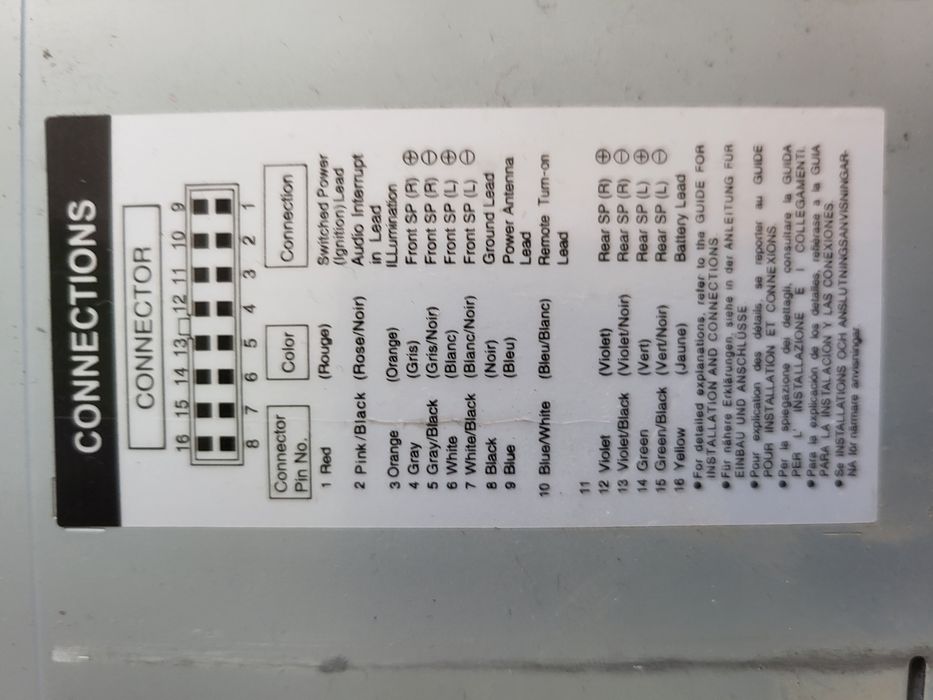 CONNECTIONS
CONNECTOR
16 15 14 13 12 11 10 9
8 7 6 5 4 3 2 1
Connector Pin No. Color Connection
1 Red (Rouge) Switched Power (Ignition) Lead
2 Pink/Black (Rose/Noir) Audio Interrupt in Lead
3 Orange (Orange) ILLumination
4 Gray (Gris) Front SP (R) ⊕
5 Gray/Black (Gris/Noir) Front SP (R) ⊖
6 White (Blanc) Front SP (L) ⊕
7 White/Black (Blanc/Noir) Front SP (L) ⊖
8 Black (Noir) Ground Lead
9 Blue (Bleu) Power Antenna Lead
10 Blue/White (Bleu/Blanc) Remote Turn-on Lead
11
12 Violet (Violet) Rear SP (R) ⊕
13 Violet/Black (Violet/Noir) Rear SP (R) ⊖
14 Green (Vert) Rear SP (L) ⊕
15 Green/Black (Vert/Noir) Rear SP (L) ⊖
16 Yellow (Jaune) Battery Lead
● For detailed explanations, refer to the GUIDE FOR
INSTALLATION AND CONNECTIONS
● Für nähere Erklärungen, siehe in der ANLEITUNG FÜR
EINBAU UND ANSCHLÜSSE.
● Pour explication des détails, se reporter au GUIDE
POUR INSTALLATION ET CONNEXIONS
● Per la spiegazione dei dettagli, consultare la GUIDA
PER L' INSTALLAZIONE E I COLLEGAMENTI.
● Para la explicación de los detalles, refiérase a la GUIA
PARA LA INSTALACION Y LAS CONEXIONES.
● Se INSTALLATIONS OCH ANSLUTNINGSANVISNINGAR-
NA för närmare anvisningar